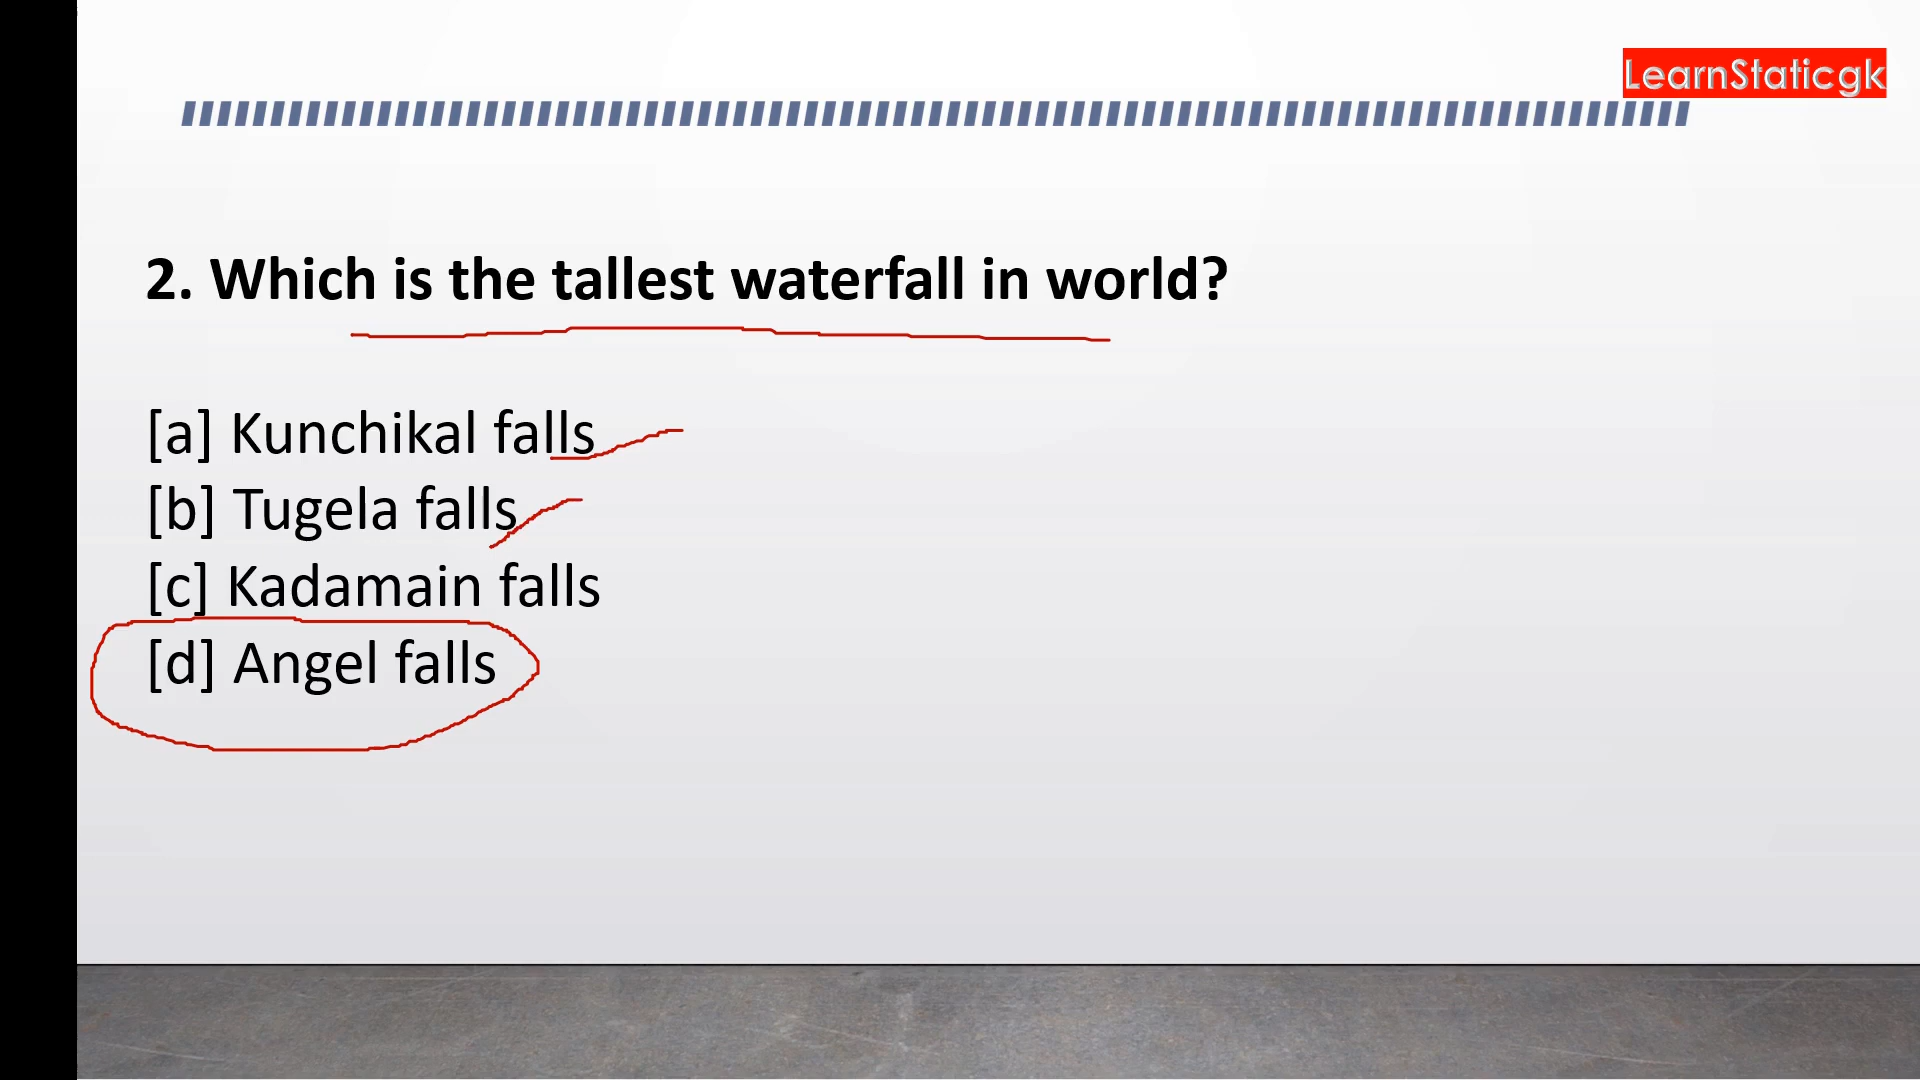 LearnStaticgk
2. Which is the tallest waterfall in world?
[a] Kunchikal falls
[b] Tugela falls
[c] Kadamain falls
[d] Angel falls